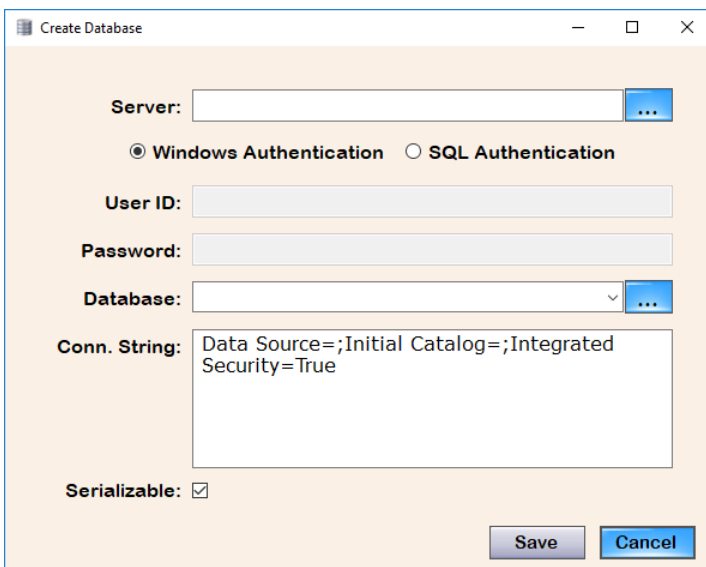 Create Database
Server:
...
Windows Authentication SQL Authentication
User ID:
Password:
Database:
...
Conn. String: Data Source=;Initial Catalog=;Integrated
Security=True
Serializable:
Save Cancel